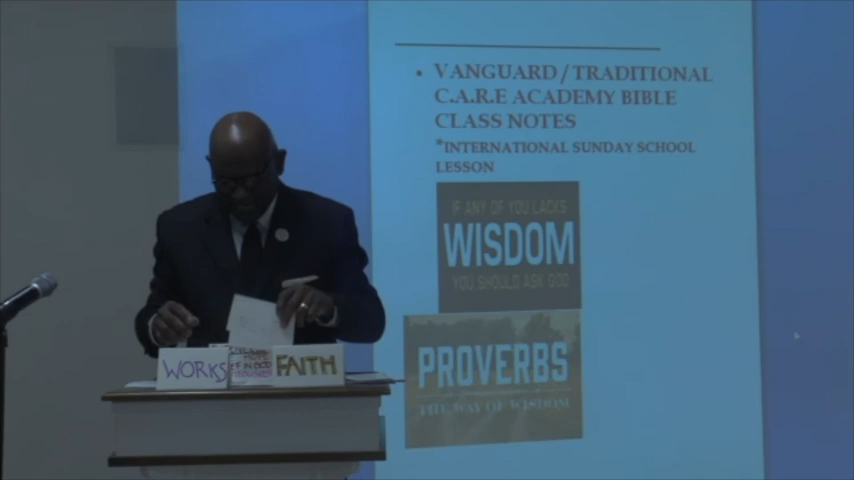 • VANGUARD / TRADITIONAL
C.A.R.E ACADEMY BIBLE
CLASS NOTES
*INTERNATIONAL SUNDAY SCHOOL
LESSON
IF ANY OF YOU LACKS
WISDOM
YOU SHOULD ASK GOD
PROVERBS
THE WAY OF WISDOM
WORKS
FAITH